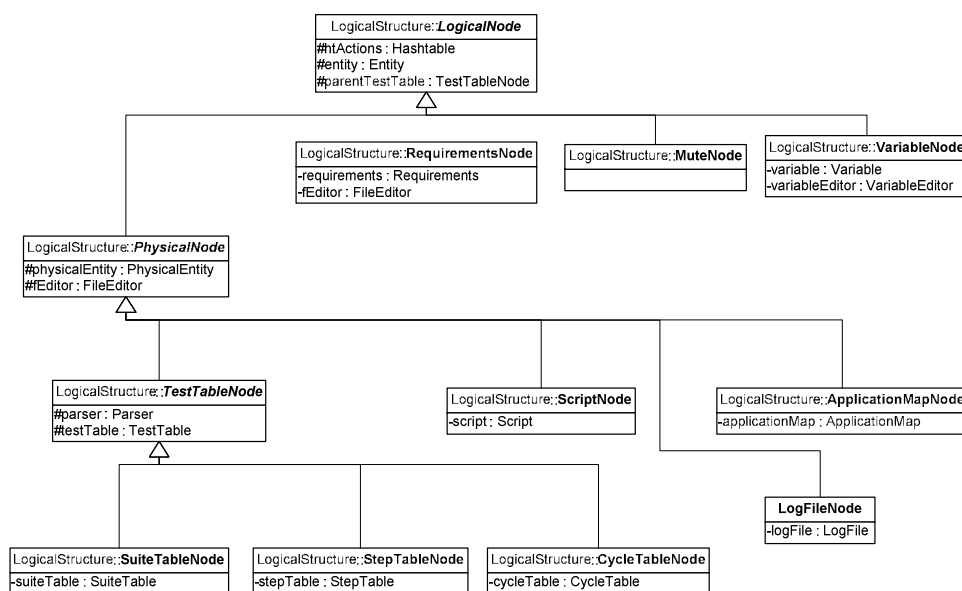 LogicalStructure::LogicalNode
#htActions : Hashtable
#entity : Entity
#parentTestTable : TestTableNode
LogicalStructure::RequirementsNode
-requirements : Requirements
-fEditor : FileEditor
LogicalStructure::MuteNode
LogicalStructure::VariableNode
-variable : Variable
-variableEditor : VariableEditor
LogicalStructure::PhysicalNode
#physicalEntity : PhysicalEntity
#fEditor : FileEditor
LogicalStructure::TestTableNode
#parser : Parser
#testTable : TestTable
LogicalStructure::ScriptNode
-script : Script
LogicalStructure::ApplicationMapNode
-applicationMap : ApplicationMap
LogFileNode
-logFile : LogFile
LogicalStructure::SuiteTableNode
-suiteTable : SuiteTable
LogicalStructure::StepTableNode
-stepTable : StepTable
LogicalStructure::CycleTableNode
-cycleTable : CycleTable